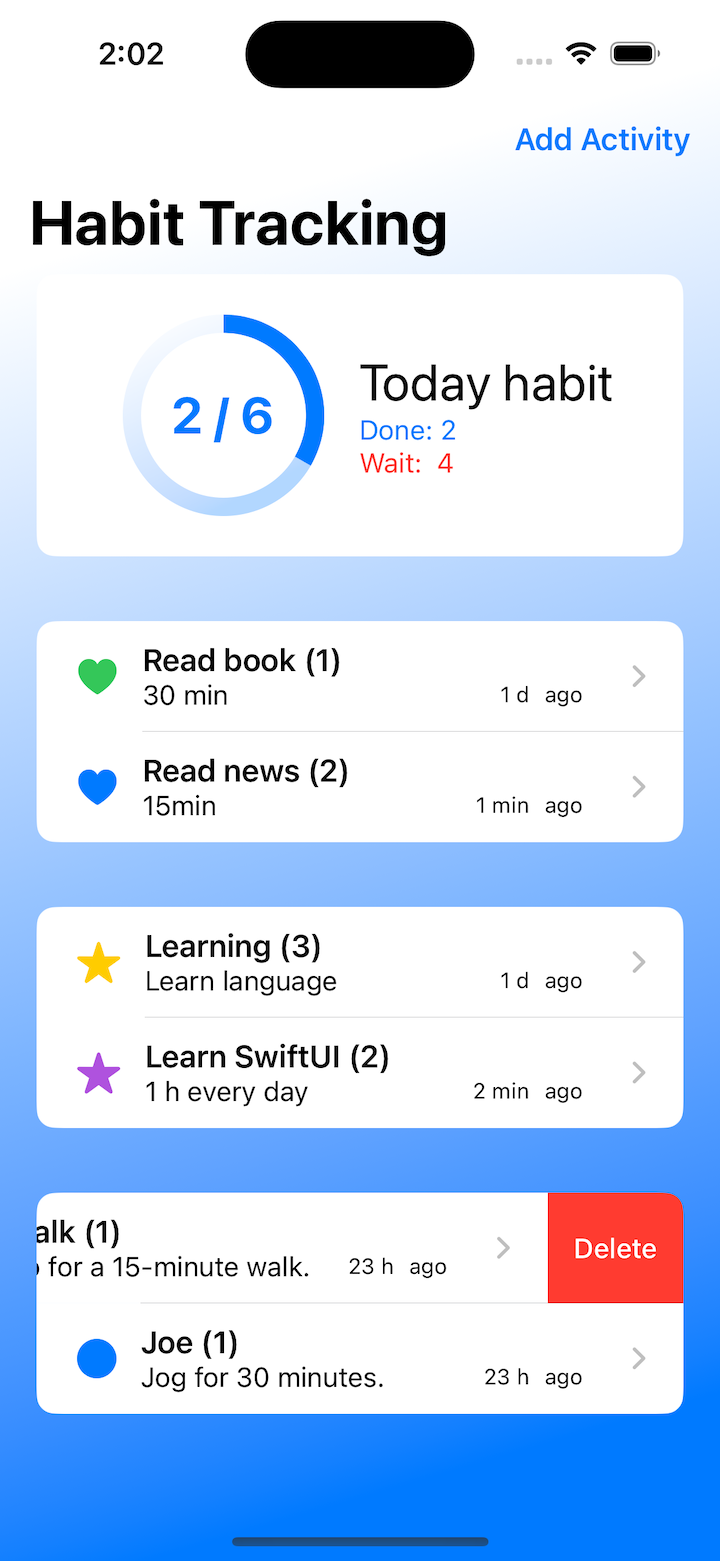 2:02
Add Activity
Habit Tracking
2 / 6
Today habit
Done: 2
Wait: 4
Read book (1)
30 min
1 d ago
Read news (2)
15min
1 min ago
Learning (3)
Learn language
1 d ago
Learn SwiftUI (2)
1 h every day
2 min ago
alk (1)
for a 15-minute walk.
23 h ago
Delete
Joe (1)
Jog for 30 minutes.
23 h ago